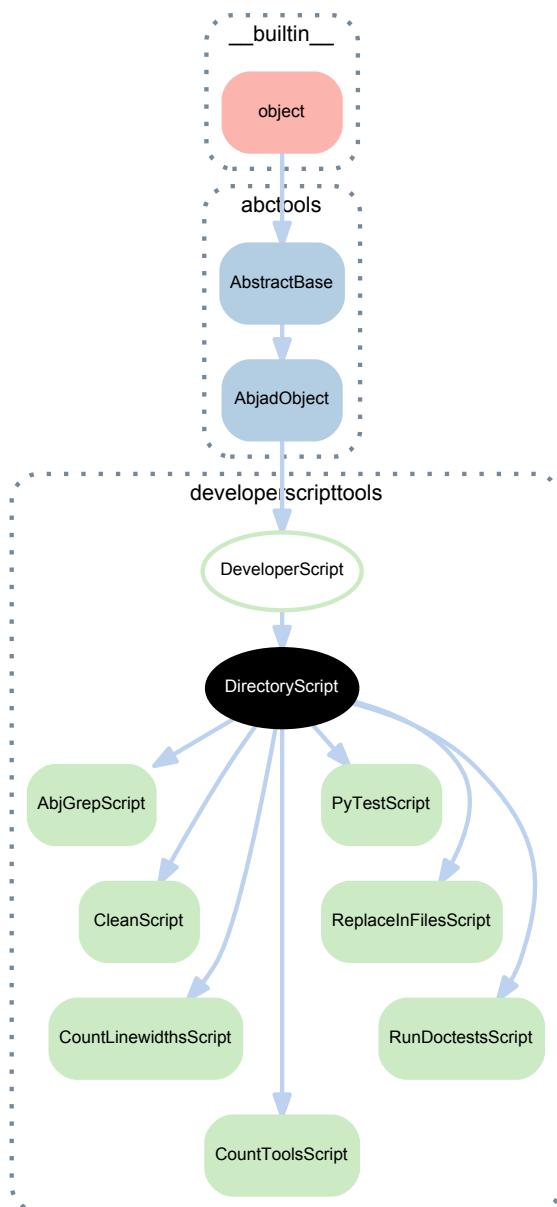 __builtin__
object
abctools
AbstractBase
AbjadObject
developerscripttools
DeveloperScript
DirectoryScript
AbjGrepScript
PyTestScript
CleanScript
ReplaceInFilesScript
CountLinewidthsScript
RunDoctestsScript
CountToolsScript